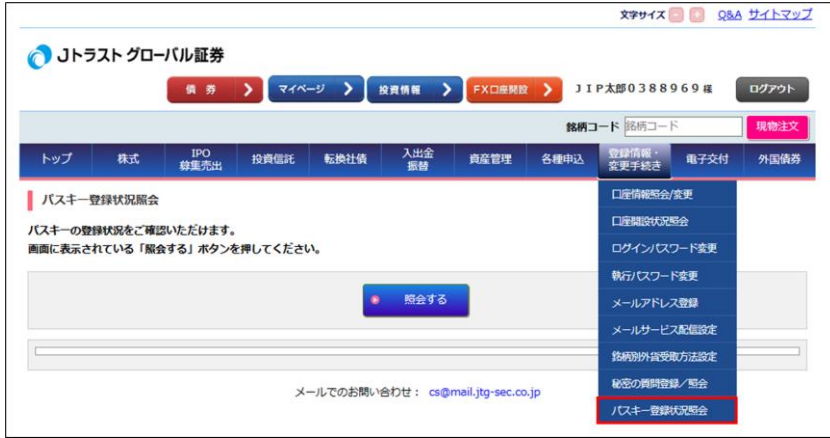 文字サイズ - + Q&A サイトマップ
Jトラスト グローバル証券
債 券 マイページ 投資情報 FX口座開設 JIP太郎0388969様 ログアウト
銘柄コード 銘柄コード 現物注文
トップ 株式 IPO 募集売出 投資信託 転換社債 入出金 振替 資産管理 各種申込 登録情報・ 変更手続き 電子交付 外国債券
パスキー登録状況照会
パスキーの登録状況をご確認いただけます。
画面に表示されている「照会する」ボタンを押してください。
照会する
口座情報照会/変更
口座開設状況照会
ログインパスワード変更
執行パスワード変更
メールアドレス登録
メールサービス配信設定
銘柄別外貨受取方法設定
秘密の質問登録／照会
パスキー登録状況照会
メールでのお問い合わせ： cs@mail.jtg-sec.co.jp